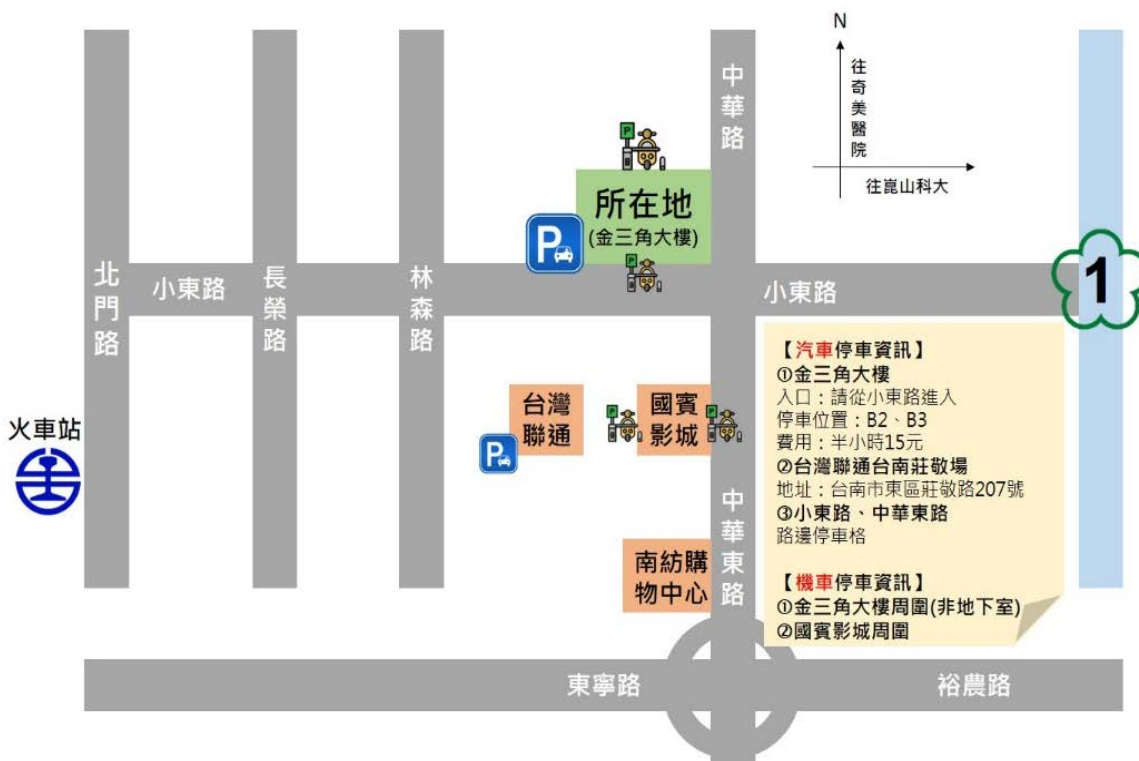 N
往奇美醫院
往崑山科大
中華路
P
所在地
(金三角大樓)
P
P
北門路
小東路
長榮路
林森路
小東路
1
火車站
台灣
聯通
P
國賓
影城
P
P
南紡購
物中心
中華東路
東寧路
裕農路
【汽車停車資訊】
①金三角大樓
入口：請從小東路進入
停車位置：B2、B3
費用：半小時15元
②台灣聯通台南莊敬場
地址：台南市東區莊敬路207號
③小東路、中華東路
路邊停車格
【機車停車資訊】
①金三角大樓周圍(非地下室)
②國賓影城周圍